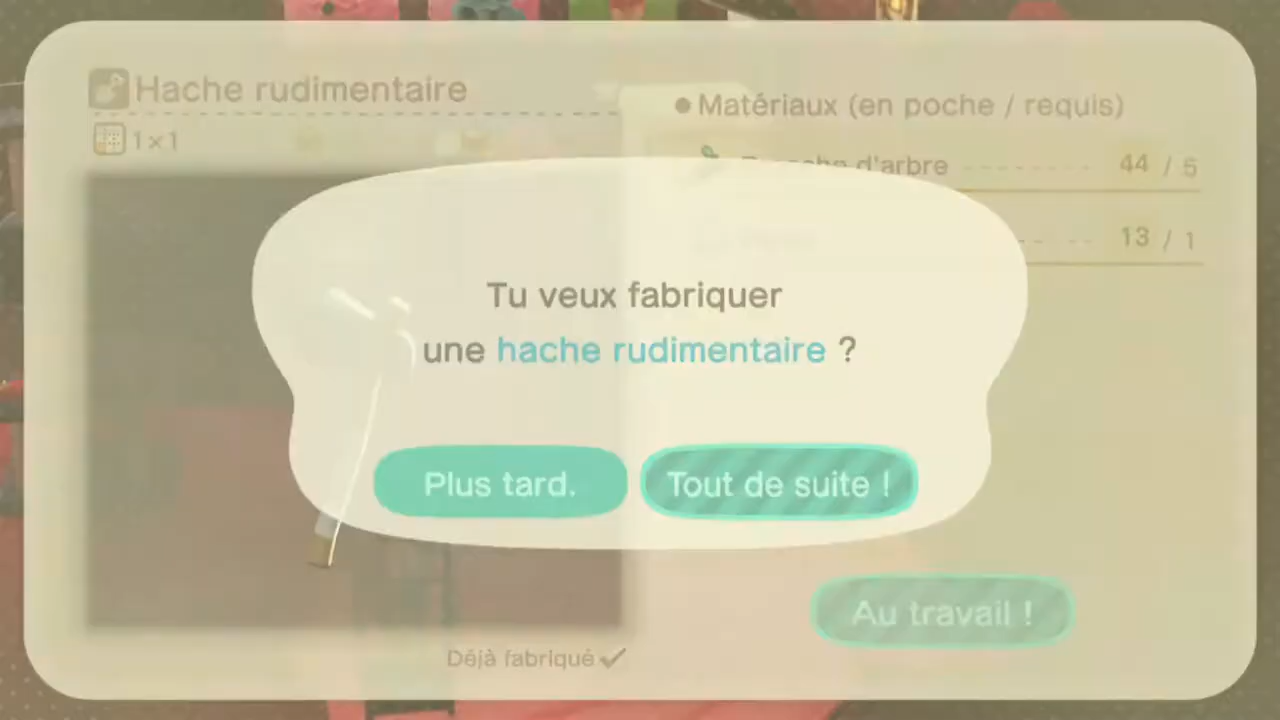 Hache rudimentaire
1×1
● Matériaux (en poche / requis)
d'arbre 44 / 5
13 / 1
Tu veux fabriquer
une hache rudimentaire ?
Plus tard.
Tout de suite !
Au travail !
Déjà fabriqué ✓